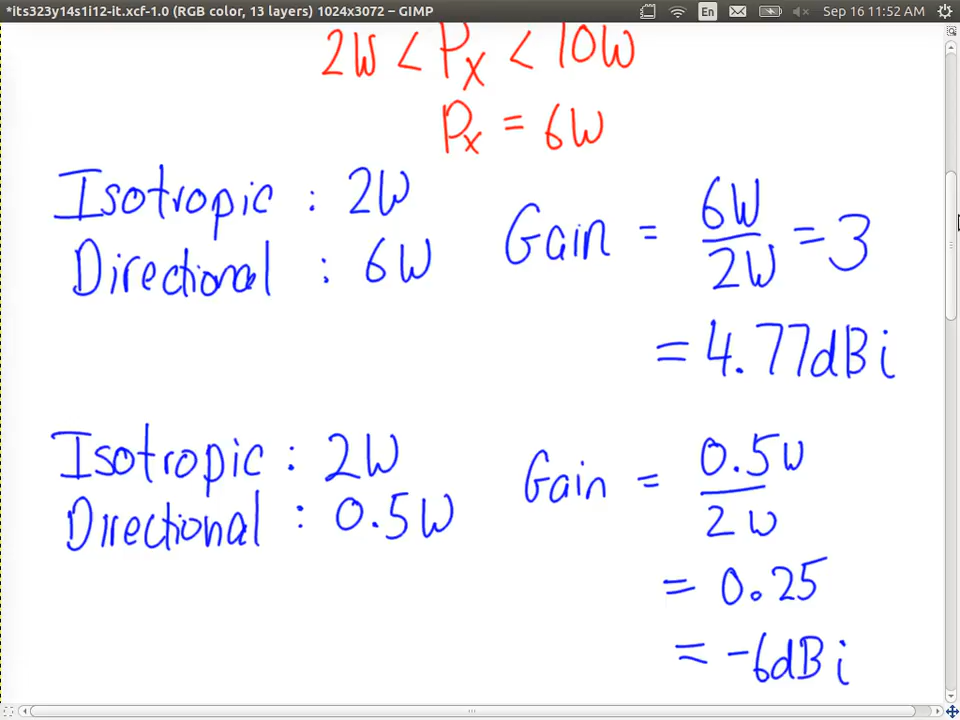 *its323y14s1i12-it.xcf-1.0 (RGB color, 13 layers) 1024x3072 – GIMP
En
Sep 16 11:52 AM
2W < Px < 10W
Px = 6W
Isotropic : 2W
Directional : 6W
Gain = 6W/2W = 3
= 4.77dBi
Isotropic : 2W
Directional : 0.5W
Gain = 0.5W/2W
= 0.25
= -6dBi